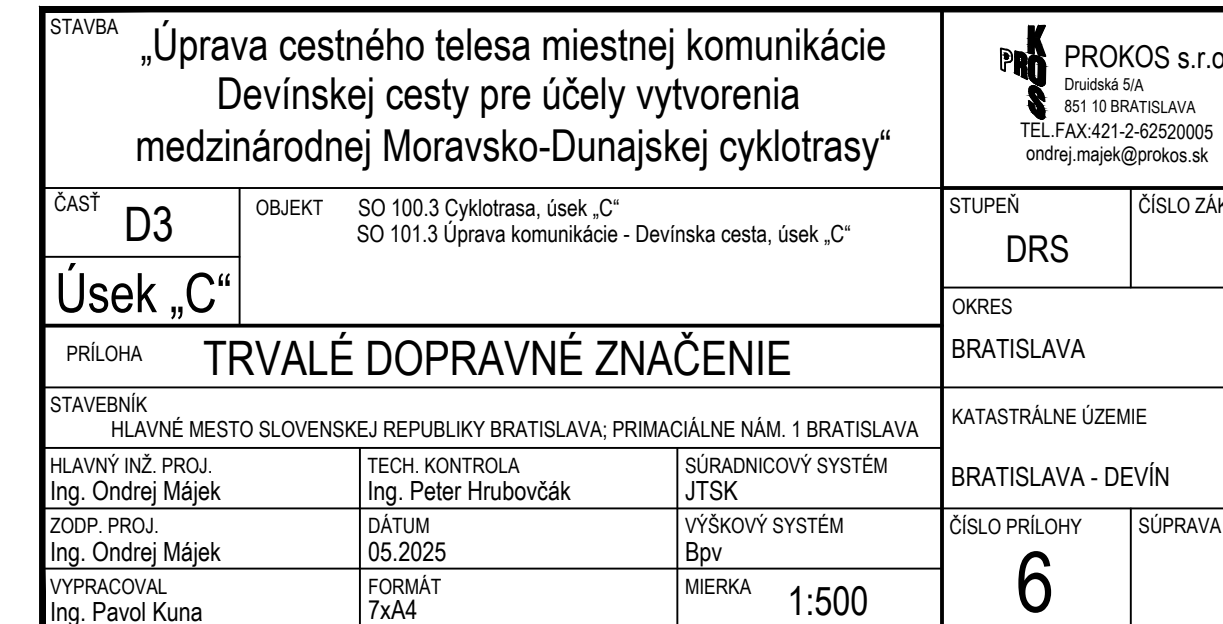 STAVBA
„Úprava cestného telesa miestnej komunikácie
Devínskej cesty pre účely vytvorenia
medzinárodnej Moravsko-Dunajskej cyklotrasy“
PRO
KOS
PROKOS s.r.o
Druidská 5/A
851 10 BRATISLAVA
TEL.FAX:421-2-62520005
ondrej.majek@prokos.sk
ČASŤ
D3
Úsek „C“
OBJEKT
SO 100.3 Cyklotrasa, úsek „C“
SO 101.3 Úprava komunikácie - Devínska cesta, úsek „C“
STUPEŇ
DRS
ČÍSLO ZÁK
OKRES
BRATISLAVA
PRÍLOHA
TRVALÉ DOPRAVNÉ ZNAČENIE
STAVEBNÍK
HLAVNÉ MESTO SLOVENSKEJ REPUBLIKY BRATISLAVA; PRIMACIÁLNE NÁM. 1 BRATISLAVA
KATASTRÁLNE ÚZEMIE
BRATISLAVA - DEVÍN
HLAVNÝ INŽ. PROJ.
Ing. Ondrej Májek
TECH. KONTROLA
Ing. Peter Hrubovčák
SÚRADNICOVÝ SYSTÉM
JTSK
ZODP. PROJ.
Ing. Ondrej Májek
DÁTUM
05.2025
VÝŠKOVÝ SYSTÉM
Bpv
ČÍSLO PRÍLOHY
6
SÚPRAVA
VYPRACOVAL
Ing. Pavol Kuna
FORMÁT
7xA4
MIERKA
1:500